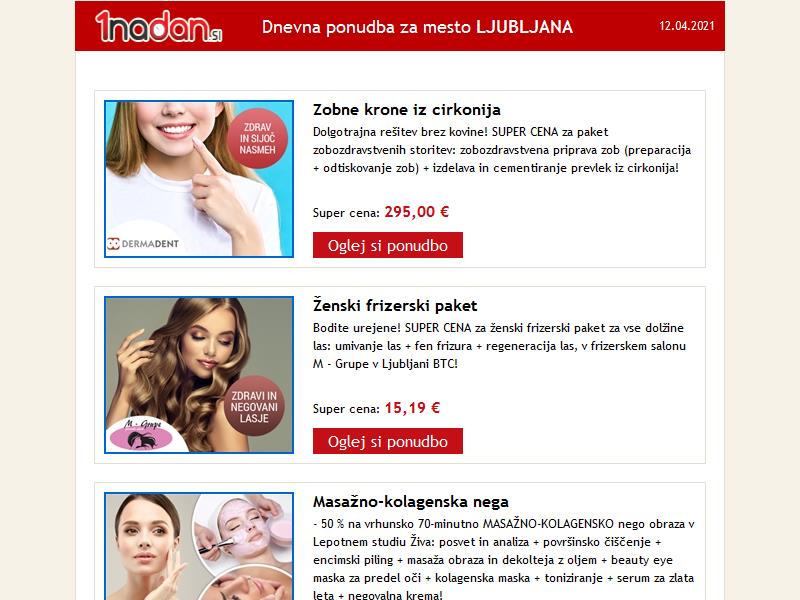 1nadan.si
Dnevna ponudba za mesto LJUBLJANA
12.04.2021
ZDRAV
IN SIJOČ
NASMEH
DERMADENT
Zobne krone iz cirkonija
Dolgotrajna rešitev brez kovine! SUPER CENA za paket
zobozdravstvenih storitev: zobozdravstvena priprava zob (preparacija
+ odtiskovanje zob) + izdelava in cementiranje prevlek iz cirkonija!
Super cena: 295,00 €
Oglej si ponudbo
ZDRAVI IN
NEGOVANI
LASJE
M - Grupa
Ženski frizerski paket
Bodite urejene! SUPER CENA za ženski frizerski paket za vse dolžine
las: umivanje las + fen frizura + regeneracija las, v frizerskem salonu
M - Grupe v Ljubljani BTC!
Super cena: 15,19 €
Oglej si ponudbo
Masažno-kolagenska nega
- 50 % na vrhunsko 70-minutno MASAŽNO-KOLAGENSKO nego obraza v
Lepotnem studiu Živa: posvet in analiza + površinsko čiščenje +
encimski piling + masaža obraza in dekolteja z oljem + beauty eye
maska za predel oči + kolagenska maska + toniziranje + serum za zlata
leta + negovalna krema!